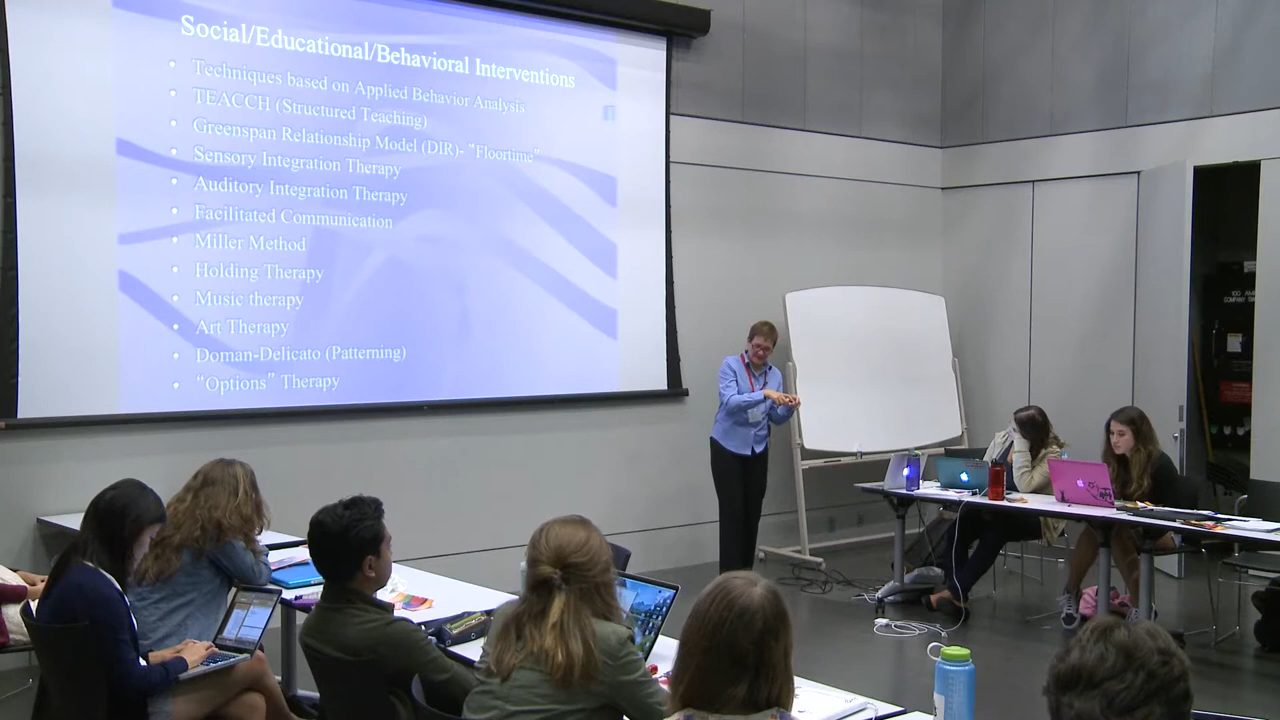 Social/Educational/Behavioral Interventions
• Techniques based on Applied Behavior Analysis
• TEACCH (Structured Teaching)
• Greenspan Relationship Model (DIR)- "Floortime"
• Sensory Integration Therapy
• Auditory Integration Therapy
• Facilitated Communication
• Miller Method
• Holding Therapy
• Music therapy
• Art Therapy
• Doman-Delicato (Patterning)
• “Options” Therapy